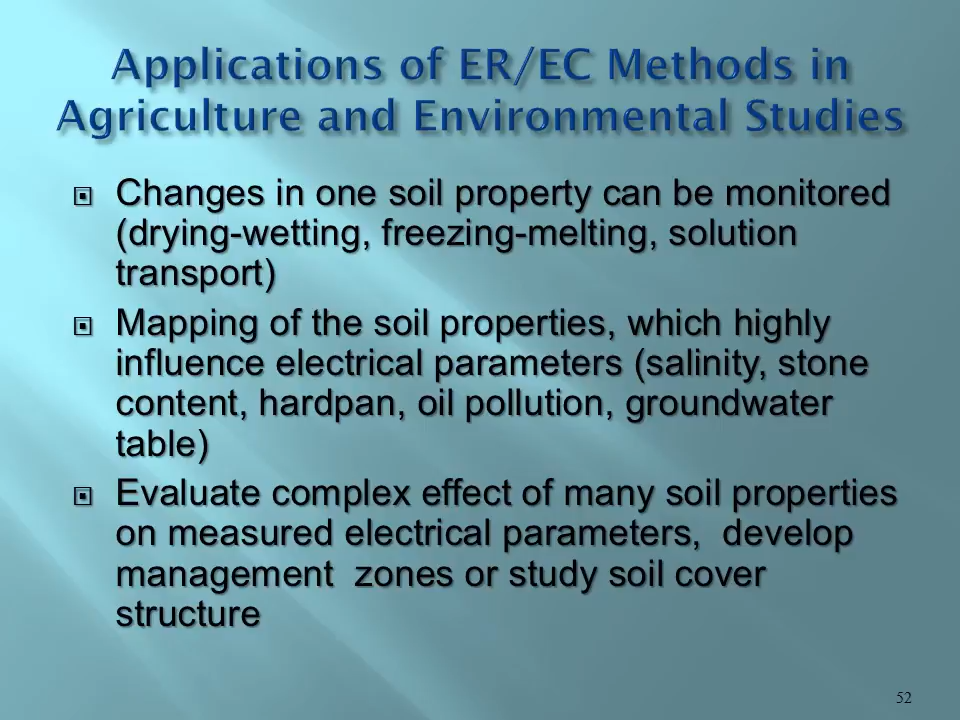 Applications of ER/EC Methods in
Agriculture and Environmental Studies
Changes in one soil property can be monitored
(drying-wetting, freezing-melting, solution
transport)
Mapping of the soil properties, which highly
influence electrical parameters (salinity, stone
content, hardpan, oil pollution, groundwater
table)
Evaluate complex effect of many soil properties
on measured electrical parameters,  develop
management  zones or study soil cover
structure
52